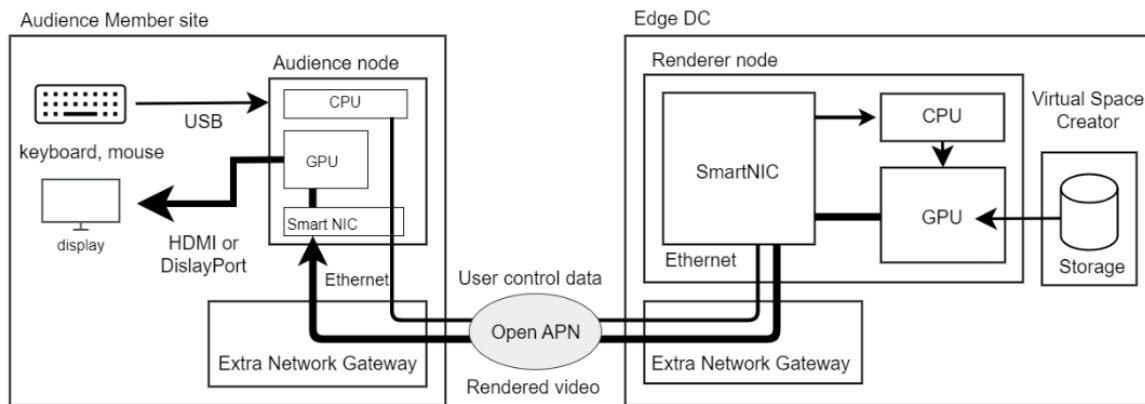 Audience Member site
Audience node
CPU
USB
keyboard, mouse
GPU
Smart NIC
display
HDMI or
DislayPort
Ethernet
Extra Network Gateway
User control data
Open APN
Rendered video
Edge DC
Renderer node
SmartNIC
CPU
GPU
Ethernet
Virtual Space
Creator
Storage
Extra Network Gateway